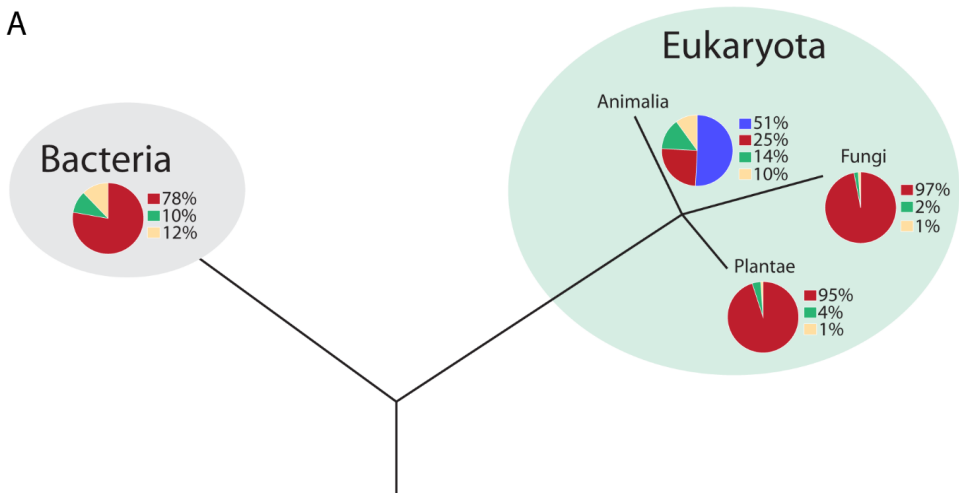 A
Eukaryota
Animalia
51%
25%
14%
10%
Fungi
97%
2%
1%
Bacteria
78%
10%
12%
Plantae
95%
4%
1%